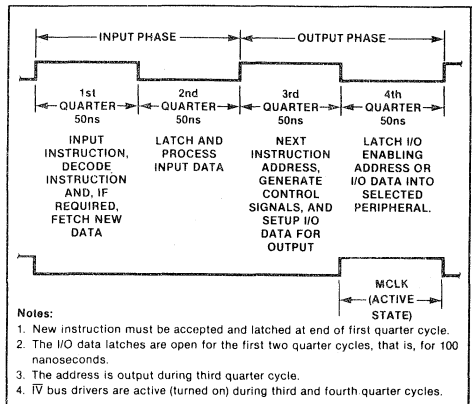 INPUT PHASE
OUTPUT PHASE
1st
QUARTER
50ns
2nd
QUARTER
50ns
3rd
QUARTER
50ns
4th
QUARTER
50ns
INPUT
INSTRUCTION,
DECODE
INSTRUCTION
AND, IF
REQUIRED,
FETCH NEW
DATA
LATCH AND
PROCESS
INPUT DATA
NEXT
INSTRUCTION
ADDRESS,
GENERATE
CONTROL
SIGNALS, AND
SETUP I/O
DATA FOR
OUTPUT
LATCH I/O
ENABLING
ADDRESS OR
I/O DATA INTO
SELECTED
PERIPHERAL.
MCLK
(ACTIVE
STATE)
Notes:
1. New instruction must be accepted and latched at end of first quarter cycle.
2. The I/O data latches are open for the first two quarter cycles, that is, for 100
nanoseconds.
3. The address is output during third quarter cycle.
4. I̅V̅ bus drivers are active (turned on) during third and fourth quarter cycles.